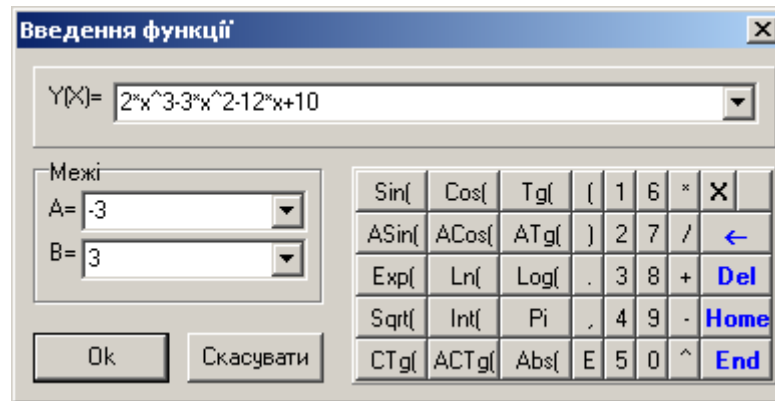 Введення функції
Y(X)= 2*x^3-3*x^2-12*x+10
Межі
A= -3
B= 3
Ok Скасувати
Sin( Cos( Tg( ( 1 6 * X
ASin( ACos( ATg( ) 2 7 / ←
Exp( Ln( Log( . 3 8 + Del
Sqrt( Int( Pi , 4 9 - Home
CTg( ACTg( Abs( E 5 0 ^ End